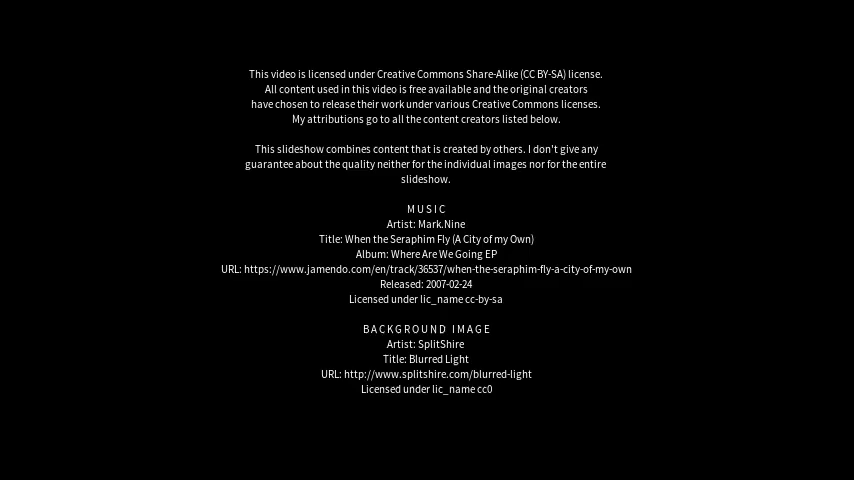 This video is licensed under Creative Commons Share-Alike (CC BY-SA) license.
All content used in this video is free available and the original creators
have chosen to release their work under various Creative Commons licenses.
My attributions go to all the content creators listed below.
This slideshow combines content that is created by others. I don't give any
guarantee about the quality neither for the individual images nor for the entire
slideshow.
MUSIC
Artist: Mark.Nine
Title: When the Seraphim Fly (A City of my Own)
Album: Where Are We Going EP
URL: https://www.jamendo.com/en/track/36537/when-the-seraphim-fly-a-city-of-my-own
Released: 2007-02-24
Licensed under lic_name cc-by-sa
BACKGROUND IMAGE
Artist: SplitShire
Title: Blurred Light
URL: http://www.splitshire.com/blurred-light
Licensed under lic_name cc0